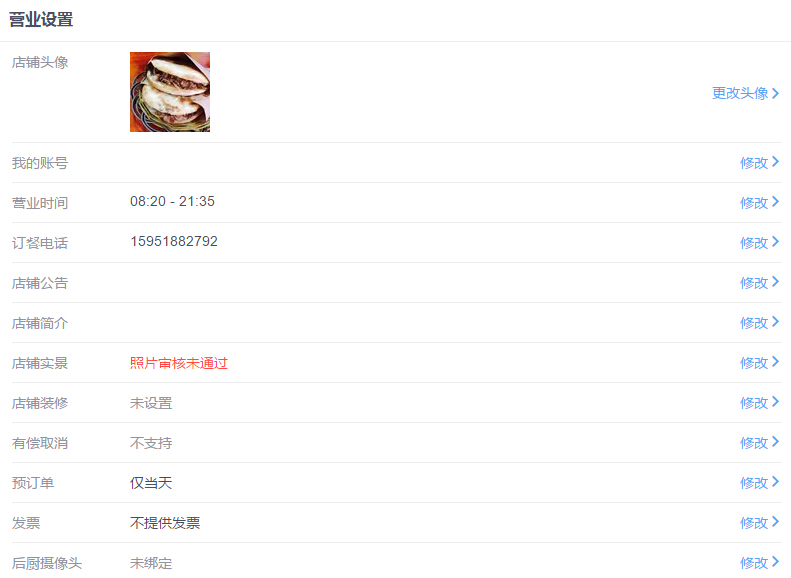 营业设置
店铺头像
更改头像
我的账号 修改
营业时间 08:20 - 21:35 修改
订餐电话 15951882792 修改
店铺公告 修改
店铺简介 修改
店铺实景 照片审核未通过 修改
店铺装修 未设置 修改
有偿取消 不支持 修改
预订单 仅当天 修改
发票 不提供发票 修改
后厨摄像头 未绑定 修改